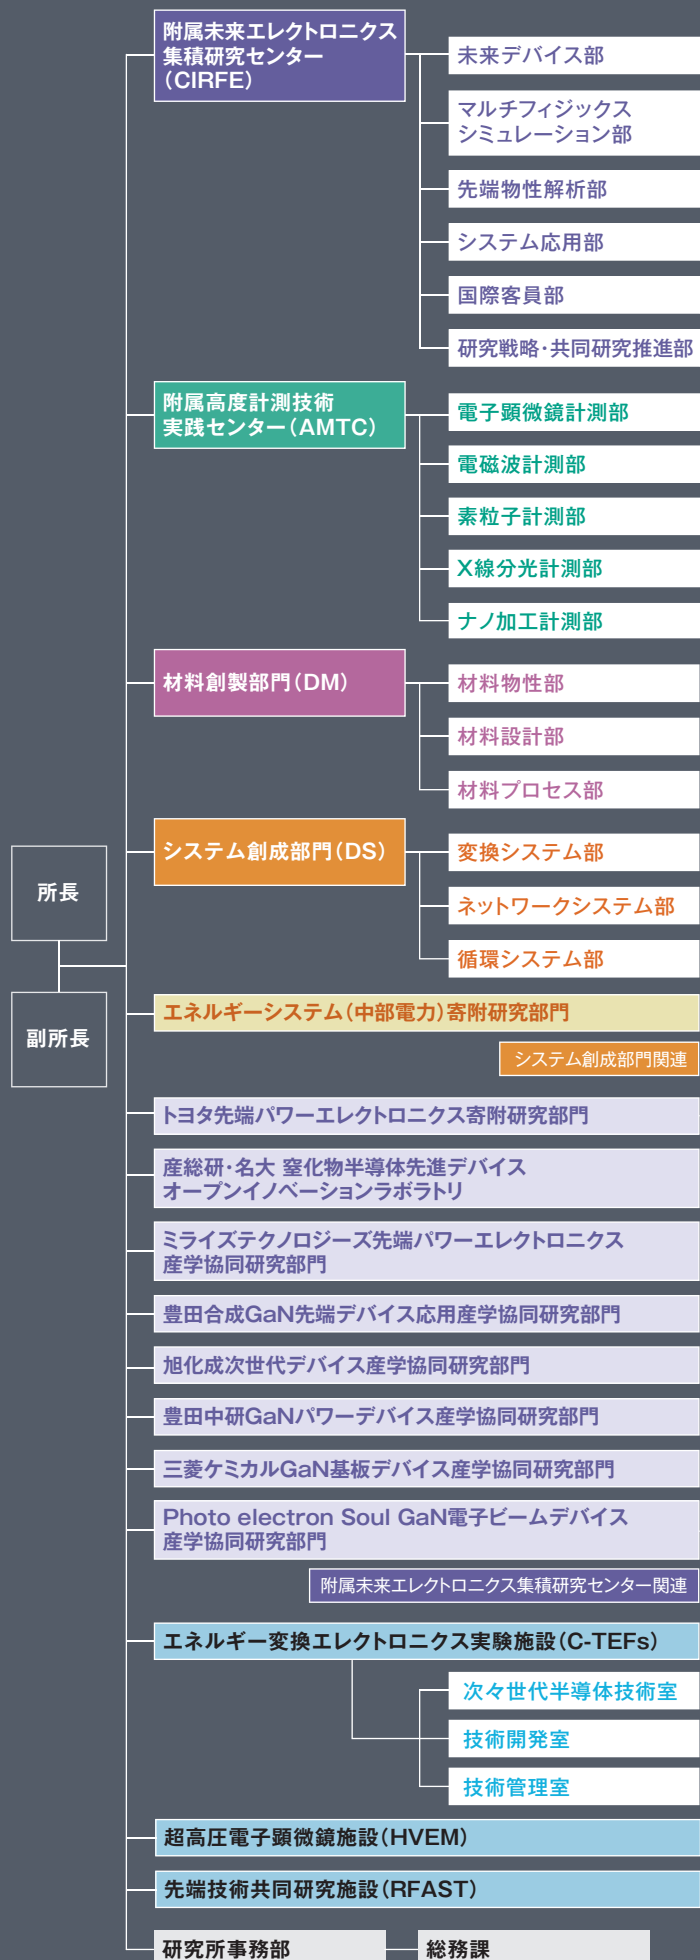 附属未来エレクトロニクス
集積研究センター
（CIRFE）
未来デバイス部
マルチフィジックス
シミュレーション部
先端物性解析部
システム応用部
国際客員部
研究戦略・共同研究推進部
附属高度計測技術
実践センター（AMTC）
電子顕微鏡計測部
電磁波計測部
素粒子計測部
X線分光計測部
ナノ加工計測部
材料創製部門（DM）
材料物性部
材料設計部
材料プロセス部
システム創成部門（DS）
変換システム部
ネットワークシステム部
循環システム部
所長
副所長
エネルギーシステム（中部電力）寄附研究部門
システム創成部門関連
トヨタ先端パワーエレクトロニクス寄附研究部門
産総研・名大 窒化物半導体先進デバイス
オープンイノベーションラボラトリ
ミライズテクノロジーズ先端パワーエレクトロニクス
産学協同研究部門
豊田合成GaN先端デバイス応用産学協同研究部門
旭化成次世代デバイス産学協同研究部門
豊田中研GaNパワーデバイス産学協同研究部門
三菱ケミカルGaN基板デバイス産学協同研究部門
Photo electron Soul GaN電子ビームデバイス
産学協同研究部門
附属未来エレクトロニクス集積研究センター関連
エネルギー変換エレクトロニクス実験施設（C-TEFs）
次々世代半導体技術室
技術開発室
技術管理室
超高圧電子顕微鏡施設（HVEM）
先端技術共同研究施設（RFAST）
研究所事務部
総務課